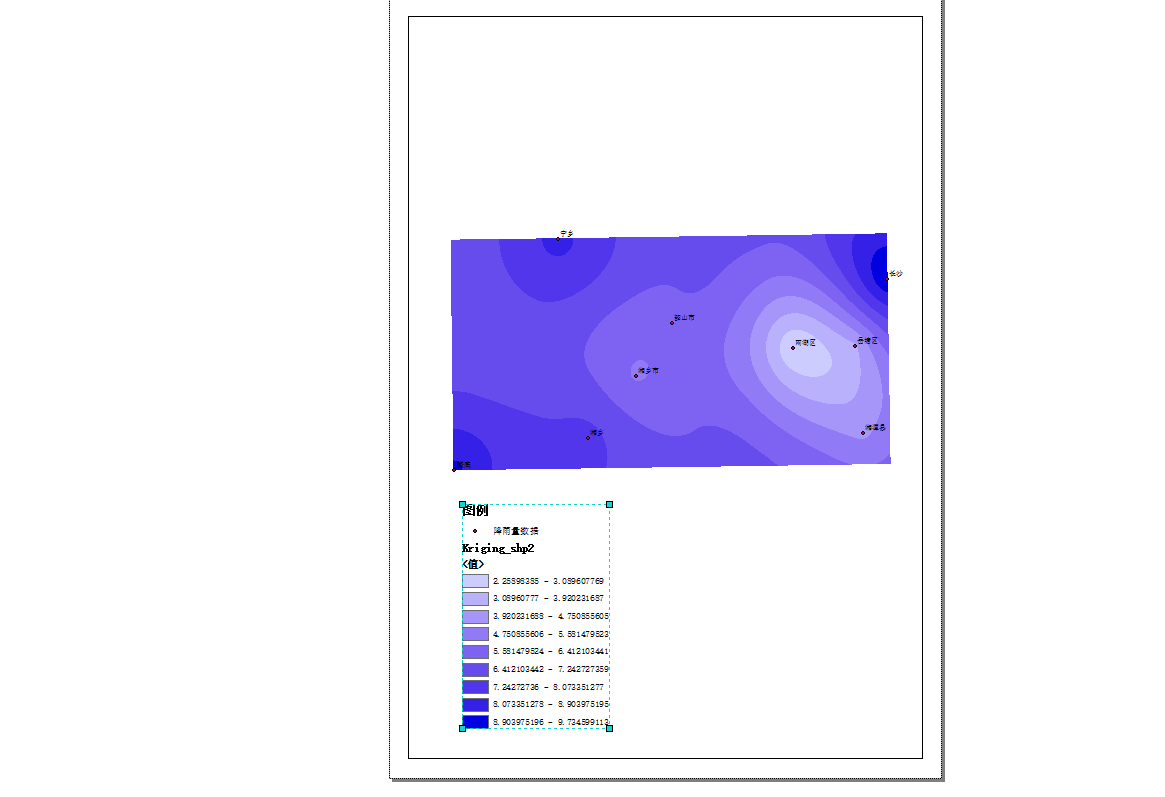 宁乡
长沙
韶山市
雨湖区
岳塘区
湘乡市
湘潭县
湘乡
图例
降雨量数据
Kriging_shp2
<值>
2.25898385 - 3.089607769
3.08960777 - 3.920231687
3.920231688 - 4.750855605
4.750855606 - 5.581479523
5.581479524 - 6.412103441
6.412103442 - 7.242727359
7.24272736 - 8.073351277
8.073351278 - 8.903975195
8.903975196 - 9.734599113